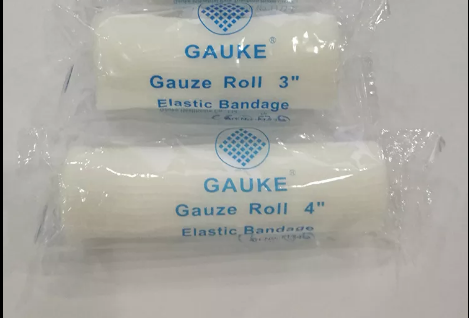 GAUKE®
Gauze Roll 3"
Elastic Bandage
GAUKE
Gauze Roll 4"
Elastic Bandage